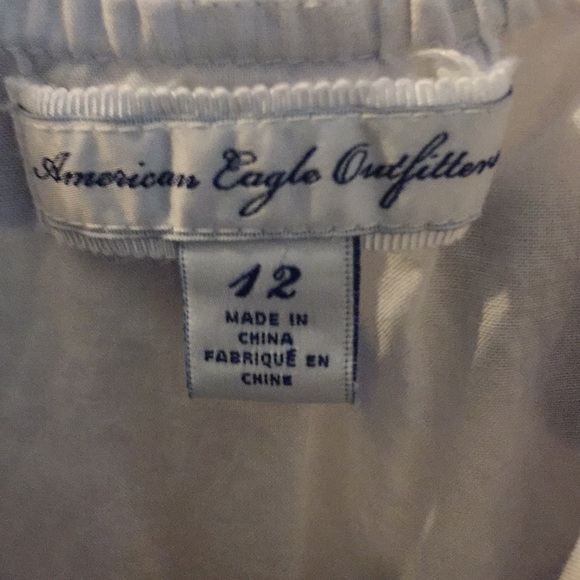 American Eagle Outfitters
12
MADE IN
CHINA
FABRIQUÉ EN
CHINE